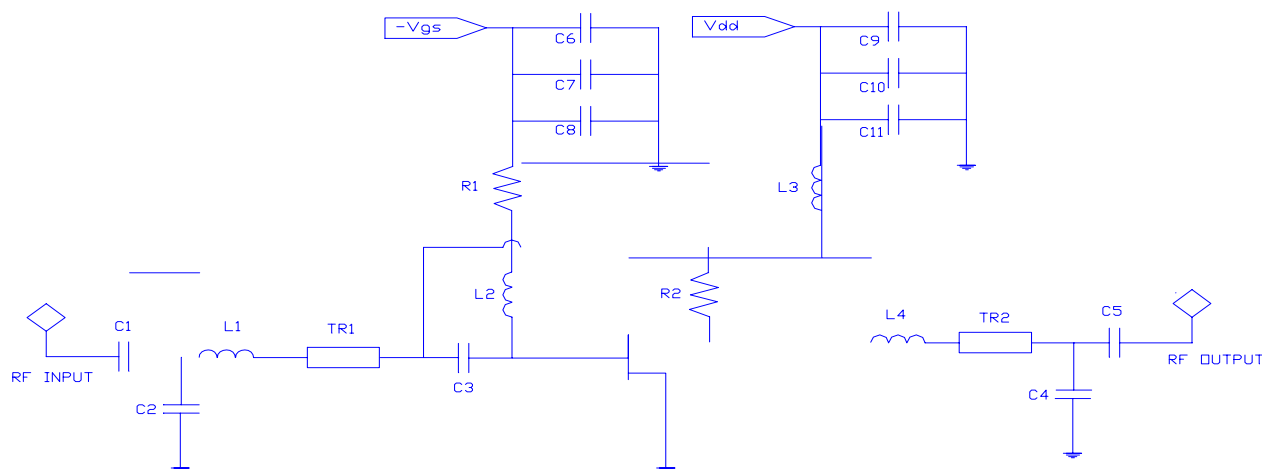 -Vgs
C6
C7
C8
Vdd
C9
C10
C11
R1
L3
L2
R2
C1
L1
TR1
C3
L4
TR2
C5
RF INPUT
RF OUTPUT
C2
C4